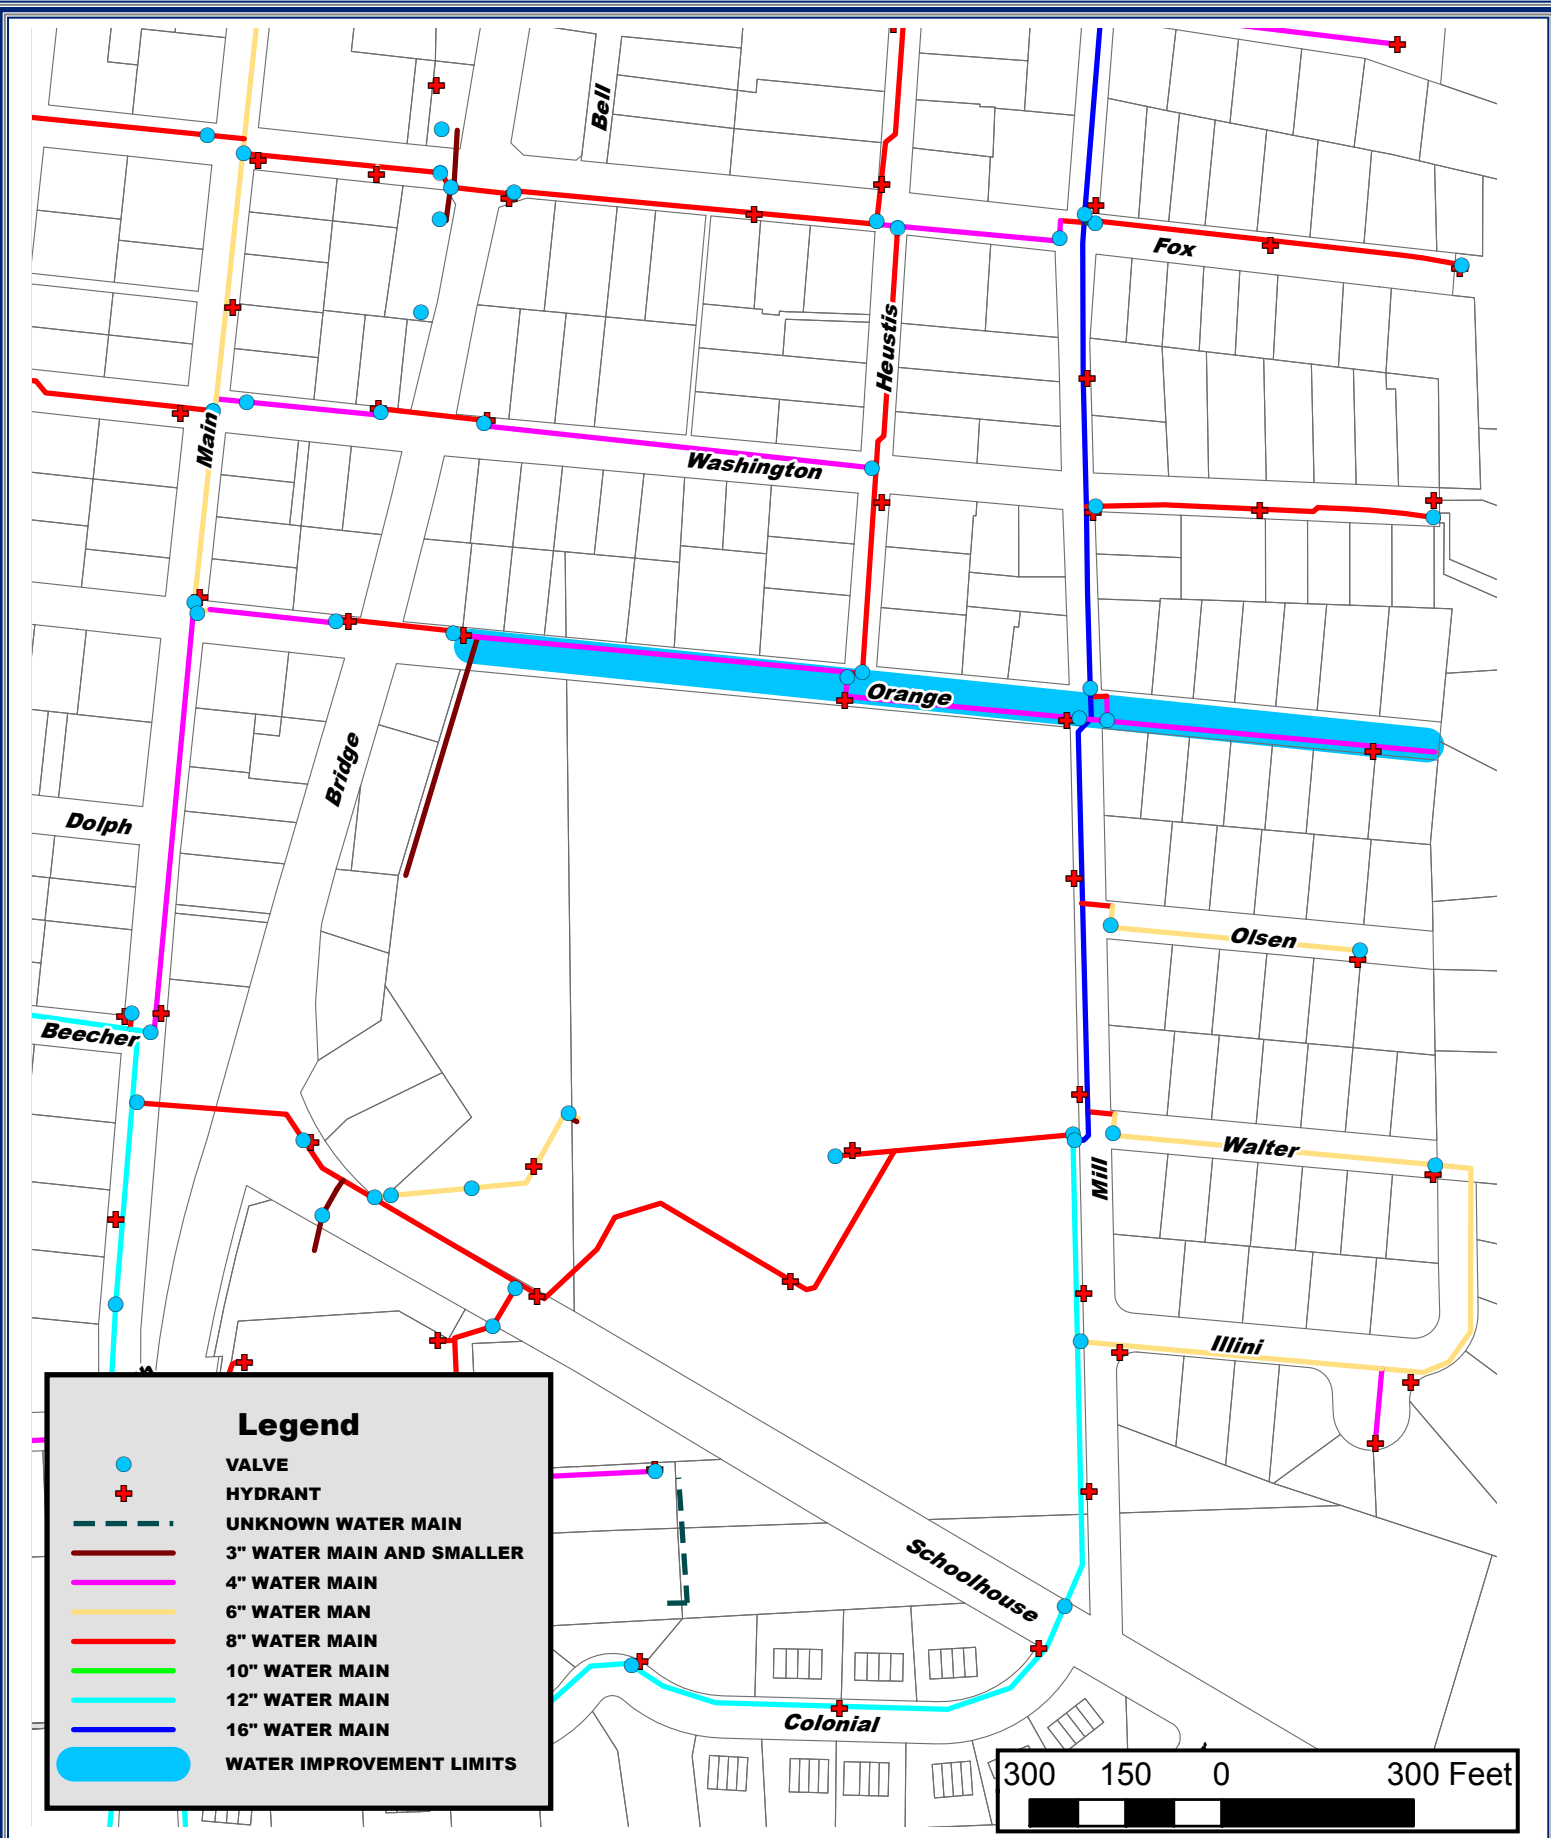 Bell
Fox
Heustis
Main
Washington
Orange
Bridge
Dolph
Olsen
Beecher
Walter
Mill
Illini
Schoolhouse
Colonial
Legend
VALVE
HYDRANT
UNKNOWN WATER MAIN
3" WATER MAIN AND SMALLER
4" WATER MAIN
6" WATER MAN
8" WATER MAIN
10" WATER MAIN
12" WATER MAIN
16" WATER MAIN
WATER IMPROVEMENT LIMITS
300 150 0 300 Feet